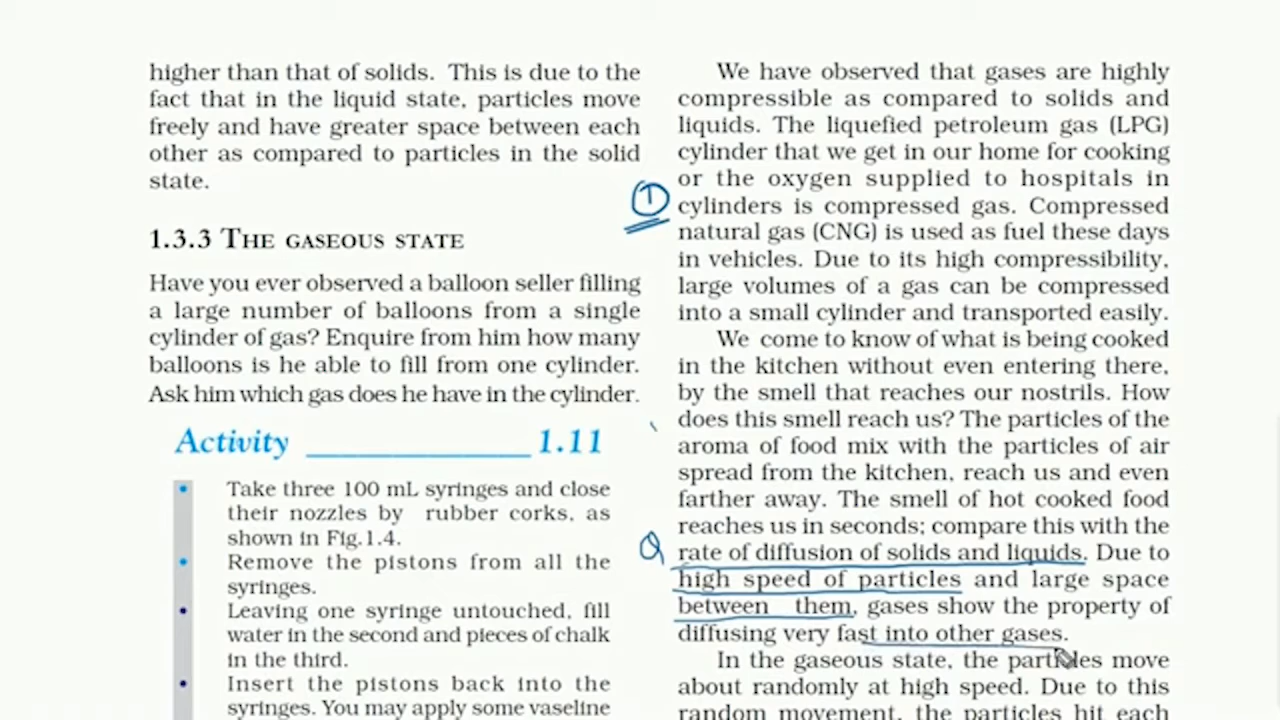 higher than that of solids. This is due to the
fact that in the liquid state, particles move
freely and have greater space between each
other as compared to particles in the solid
state.
1.3.3 THE GASEOUS STATE
Have you ever observed a balloon seller filling
a large number of balloons from a single
cylinder of gas? Enquire from him how many
balloons is he able to fill from one cylinder.
Ask him which gas does he have in the cylinder.
Activity 1.11
• Take three 100 mL syringes and close
their nozzles by rubber corks, as
shown in Fig.1.4.
• Remove the pistons from all the
syringes.
• Leaving one syringe untouched, fill
water in the second and pieces of chalk
in the third.
• Insert the pistons back into the
syringes. You may apply some vaseline
We have observed that gases are highly
compressible as compared to solids and
liquids. The liquefied petroleum gas (LPG)
cylinder that we get in our home for cooking
or the oxygen supplied to hospitals in
cylinders is compressed gas. Compressed
natural gas (CNG) is used as fuel these days
in vehicles. Due to its high compressibility,
large volumes of a gas can be compressed
into a small cylinder and transported easily.
We come to know of what is being cooked
in the kitchen without even entering there,
by the smell that reaches our nostrils. How
does this smell reach us? The particles of the
aroma of food mix with the particles of air
spread from the kitchen, reach us and even
farther away. The smell of hot cooked food
reaches us in seconds; compare this with the
rate of diffusion of solids and liquids. Due to
high speed of particles and large space
between them, gases show the property of
diffusing very fast into other gases.
In the gaseous state, the particles move
about randomly at high speed. Due to this
random movement, the particles hit each